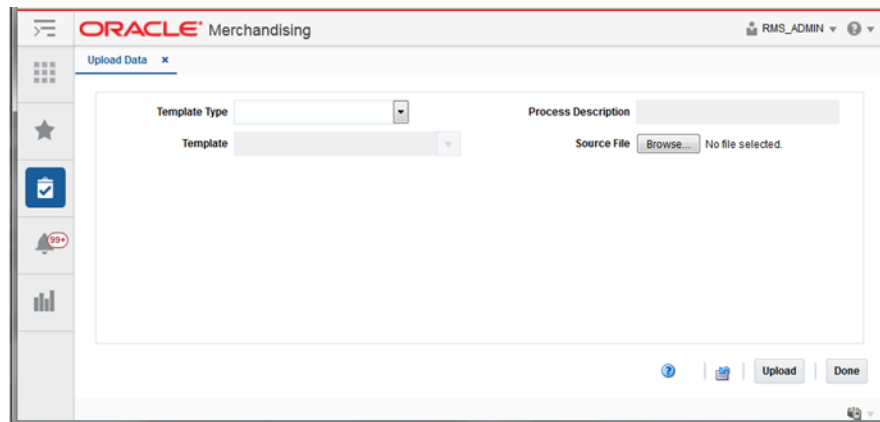 ORACLE Merchandising
RMS_ADMIN
?
Upload Data ×
Template Type
Process Description
Template
Source File Browse... No file selected.
99+
?
Upload
Done